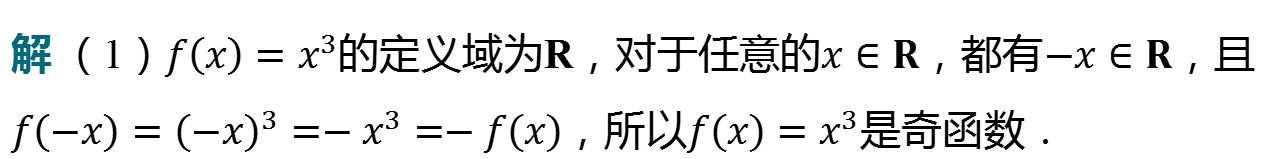 解（1）f(x) = x³的定义域为R，对于任意的x ∈ R，都有−x ∈ R，且
f(−x) = (−x)³ =− x³ =− f(x)，所以f(x) = x³是奇函数．